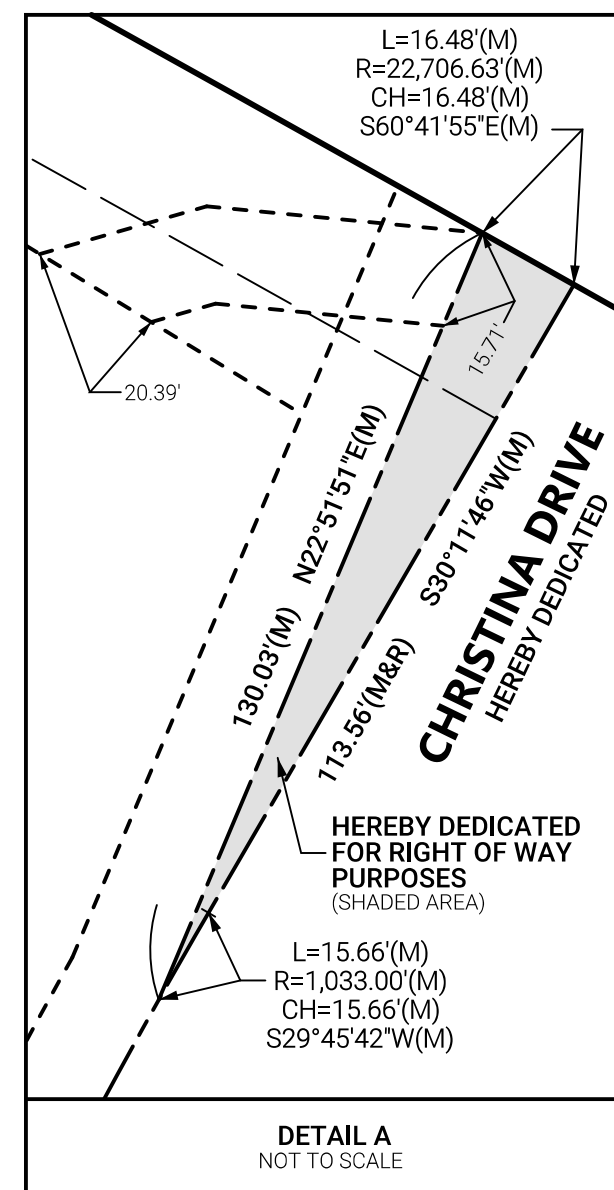 L=16.48'(M)
R=22,706.63'(M)
CH=16.48'(M)
S60°41'55"E(M)
15.71'
20.39'
N22°51'51"E(M)
130.03'(M)
S30°11'46"W(M)
113.56'(M&R)
CHRISTINA DRIVE
HEREBY DEDICATED
HEREBY DEDICATED
FOR RIGHT OF WAY
PURPOSES
(SHADED AREA)
L=15.66'(M)
R=1,033.00'(M)
CH=15.66'(M)
S29°45'42"W(M)
DETAIL A
NOT TO SCALE